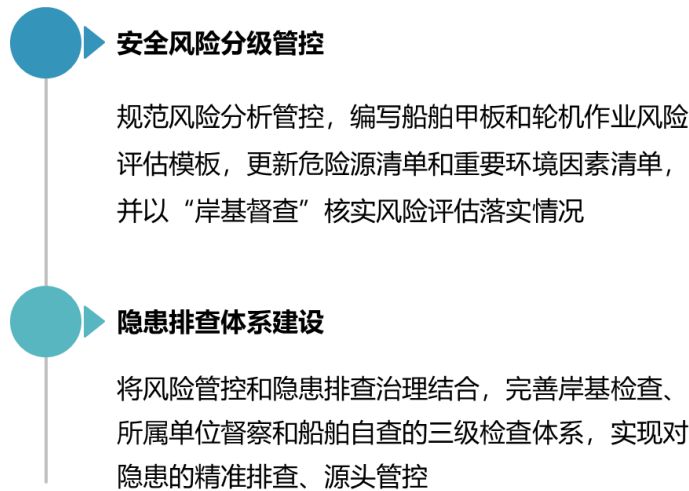 安全风险分级管控
规范风险分析管控，编写船舶甲板和轮机作业风险
评估模板，更新危险源清单和重要环境因素清单，
并以“岸基督查”核实风险评估落实情况
隐患排查体系建设
将风险管控和隐患排查治理结合，完善岸基检查、
所属单位督察和船舶自查的三级检查体系，实现对
隐患的精准排查、源头管控